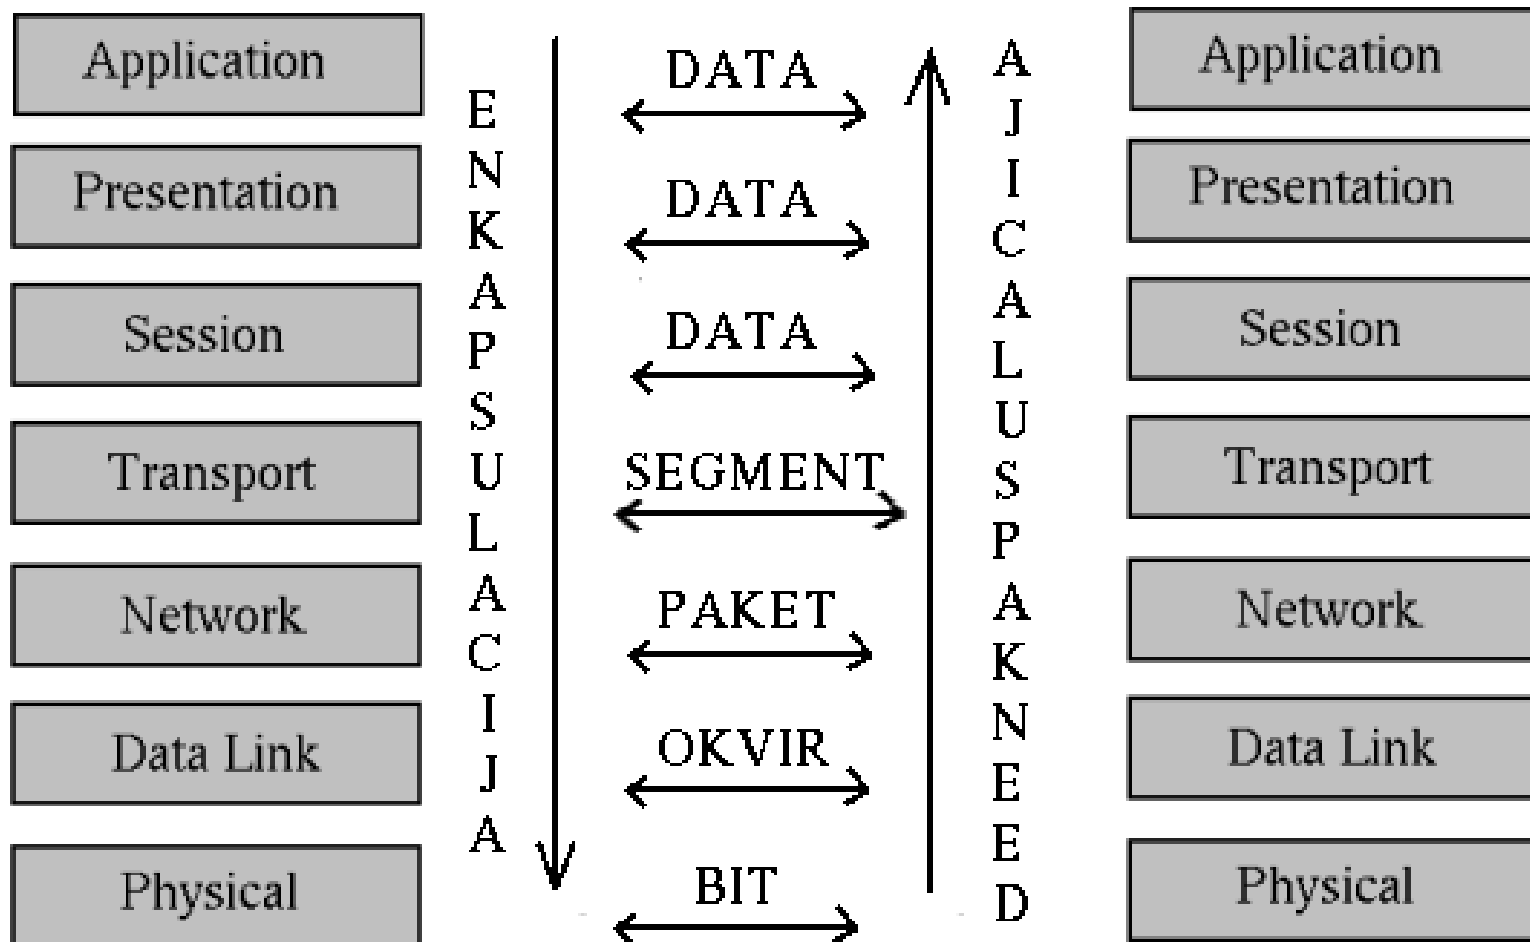 Application
Presentation
Session
Transport
Network
Data Link
Physical
ENKAPSULACIJA
DATA
DATA
DATA
SEGMENT
PAKET
OKVIR
BIT
DEENKAPSULACIJA
Application
Presentation
Session
Transport
Network
Data Link
Physical